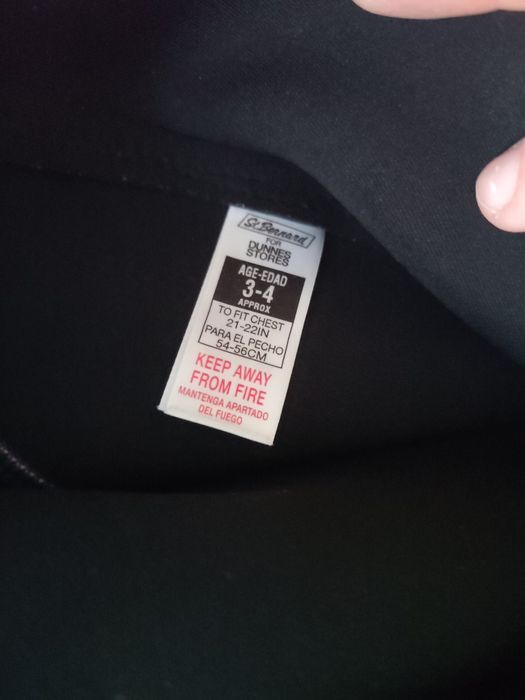 St.Bernard
FOR
DUNNES
STORES
AGE-EDAD
3-4
APPROX
TO FIT CHEST
21-22IN
PARA EL PECHO
54-56CM
KEEP AWAY
FROM FIRE
MANTENGA APARTADO
DEL FUEGO